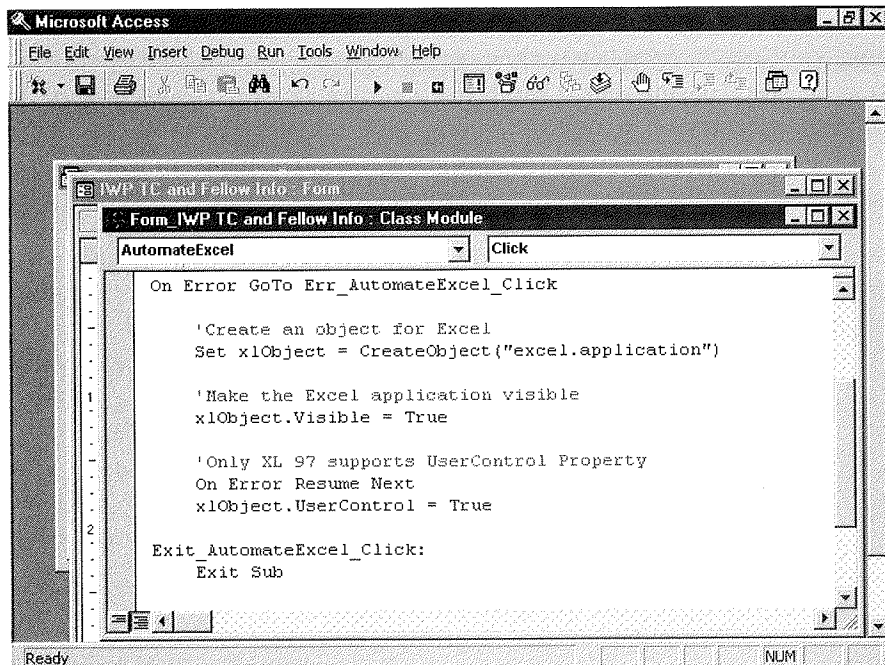 Microsoft Access
File Edit View Insert Debug Run Tools Window Help
IWP TC and Fellow Info : Form
Form_IWP TC and Fellow Info : Class Module
AutomateExcel Click
On Error GoTo Err_AutomateExcel_Click
'Create an object for Excel
Set xlObject = CreateObject("excel.application")
'Make the Excel application visible
xlObject.Visible = True
'Only XL 97 supports UserControl Property
On Error Resume Next
xlObject.UserControl = True
Exit_AutomateExcel_Click:
Exit Sub
1
2
Ready NUM